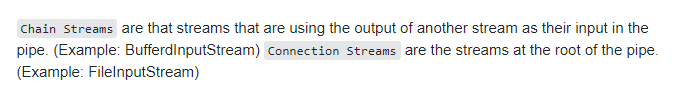 Chain Streams are that streams that are using the output of another stream as their input in the
pipe. (Example: BufferdInputStream) Connection Streams are the streams at the root of the pipe.
(Example: FileInputStream)